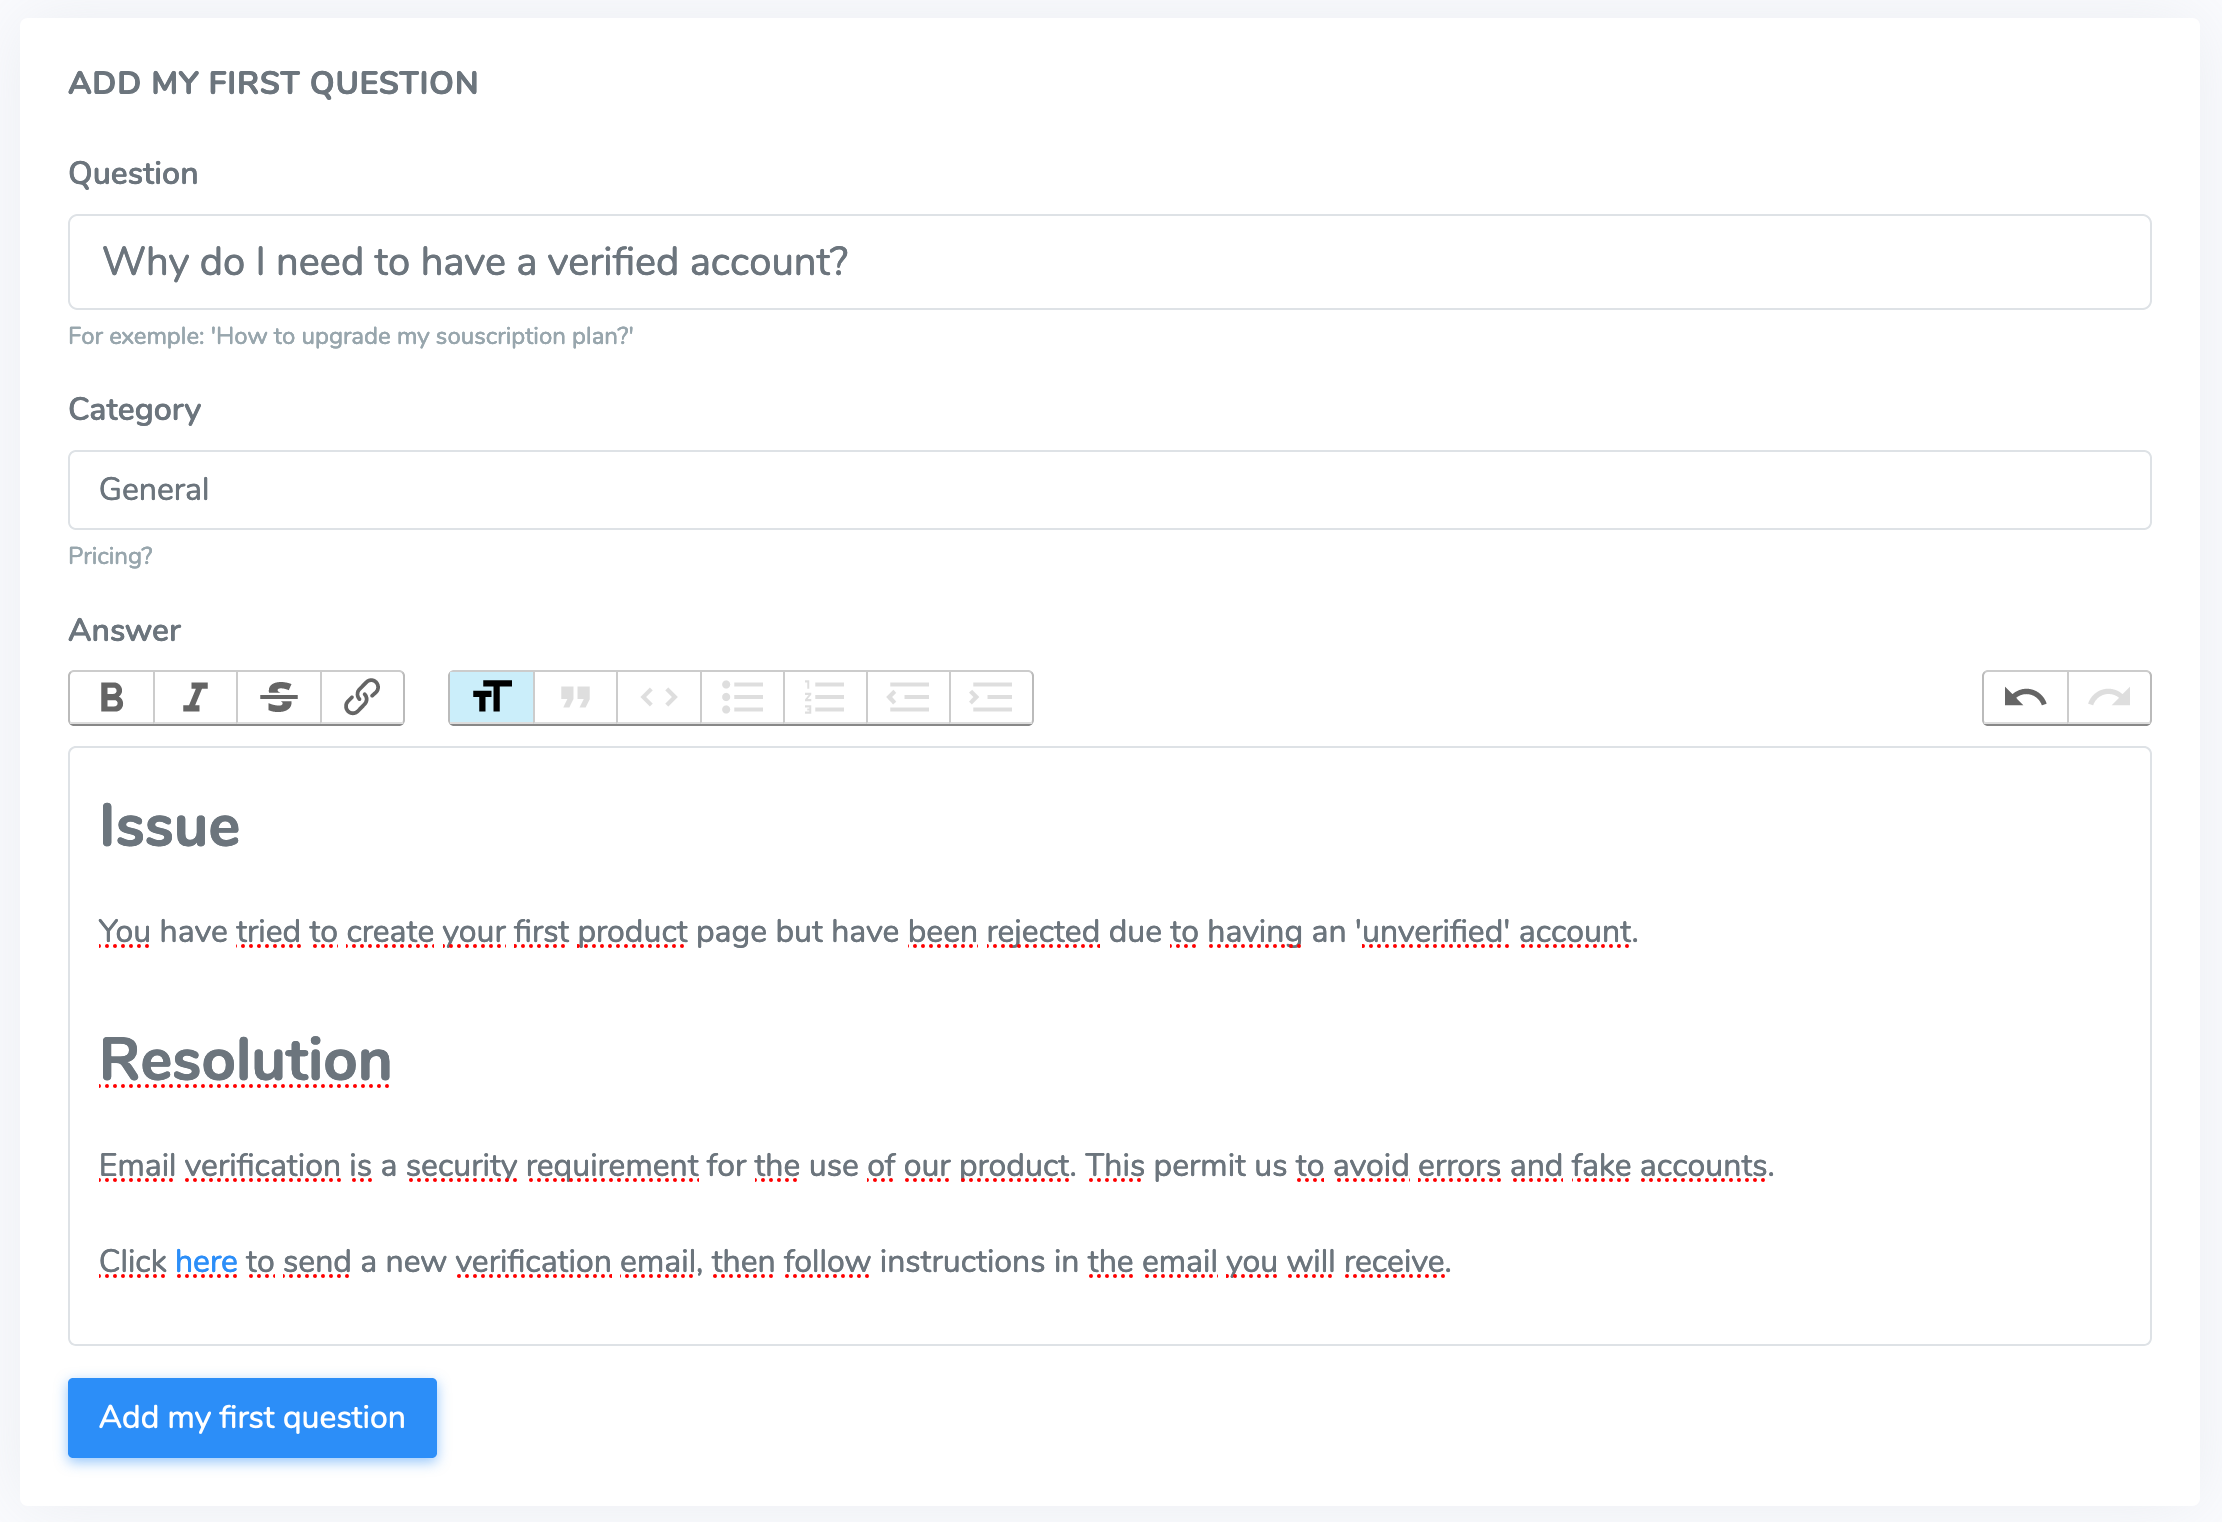 ADD MY FIRST QUESTION
Question
Why do I need to have a verified account?
For exemple: 'How to upgrade my souscription plan?'
Category
General
Pricing?
Answer
Issue
You have tried to create your first product page but have been rejected due to having an 'unverified' account.
Resolution
Email verification is a security requirement for the use of our product. This permit us to avoid errors and fake accounts.
Click here to send a new verification email, then follow instructions in the email you will receive.
Add my first question